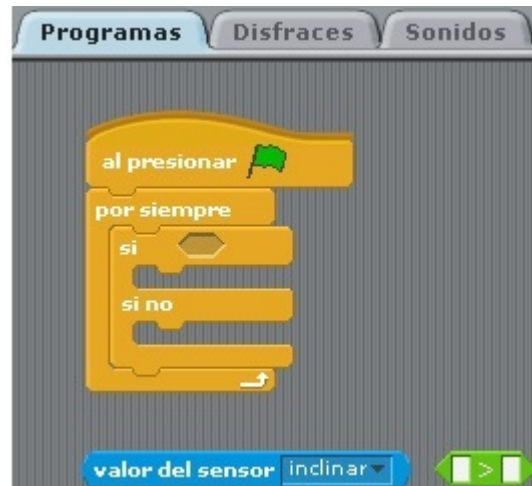 Programas Disfraces Sonidos
al presionar
por siempre
si
si no
valor del sensor inclinar >